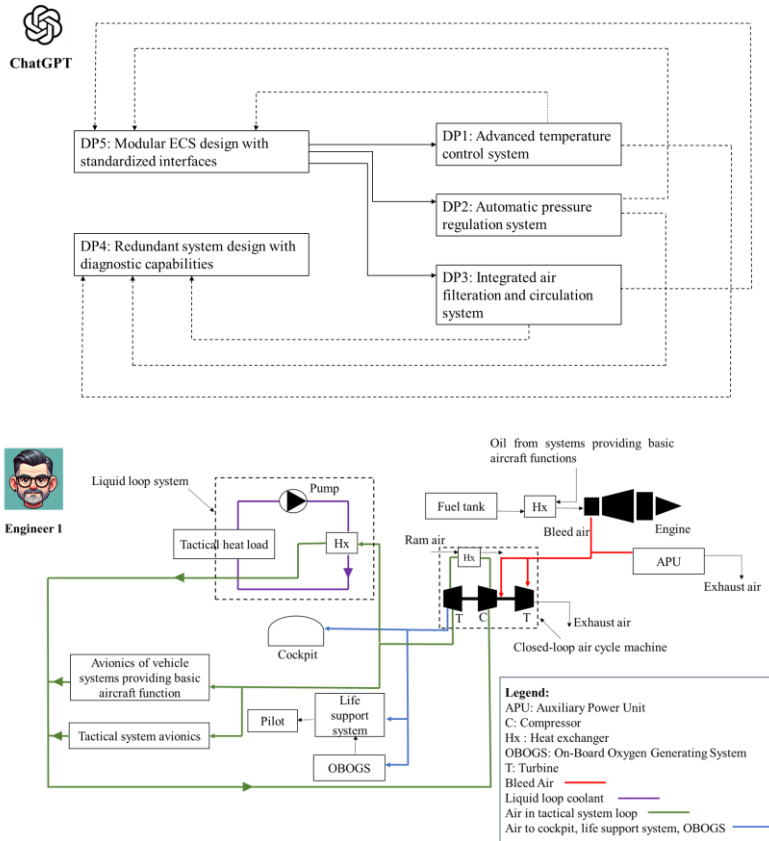 ChatGPT
DP5: Modular ECS design with
standardized interfaces
DP1: Advanced temperature
control system
DP2: Automatic pressure
regulation system
DP4: Redundant system design with
diagnostic capabilities
DP3: Integrated air
filteration and circulation
system
Engineer 1
Oil from systems providing basic
aircraft functions
Liquid loop system
Pump
Tactical heat load
Hx
Fuel tank
Hx
Engine
Bleed air
Ram air
Hx
APU
Exhaust air
T
C
T
Exhaust air
Closed-loop air cycle machine
Cockpit
Avionics of vehicle
systems providing basic
aircraft function
Tactical system avionics
Pilot
Life
support
system
OBOGS
Legend:
APU: Auxiliary Power Unit
C: Compressor
Hx : Heat exchanger
OBOGS: On-Board Oxygen Generating System
T: Turbine
Bleed Air
Liquid loop coolant
Air in tactical system loop
Air to cockpit, life support system, OBOGS